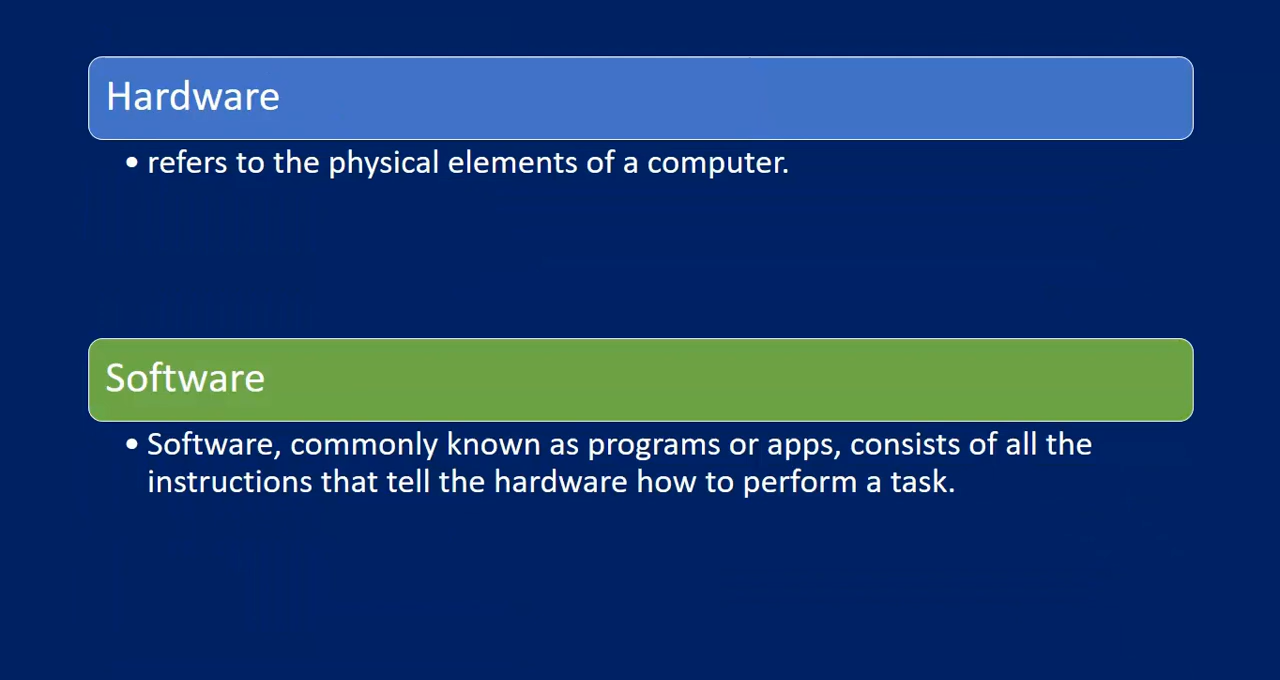 Hardware
• refers to the physical elements of a computer.
Software
• Software, commonly known as programs or apps, consists of all the
instructions that tell the hardware how to perform a task.